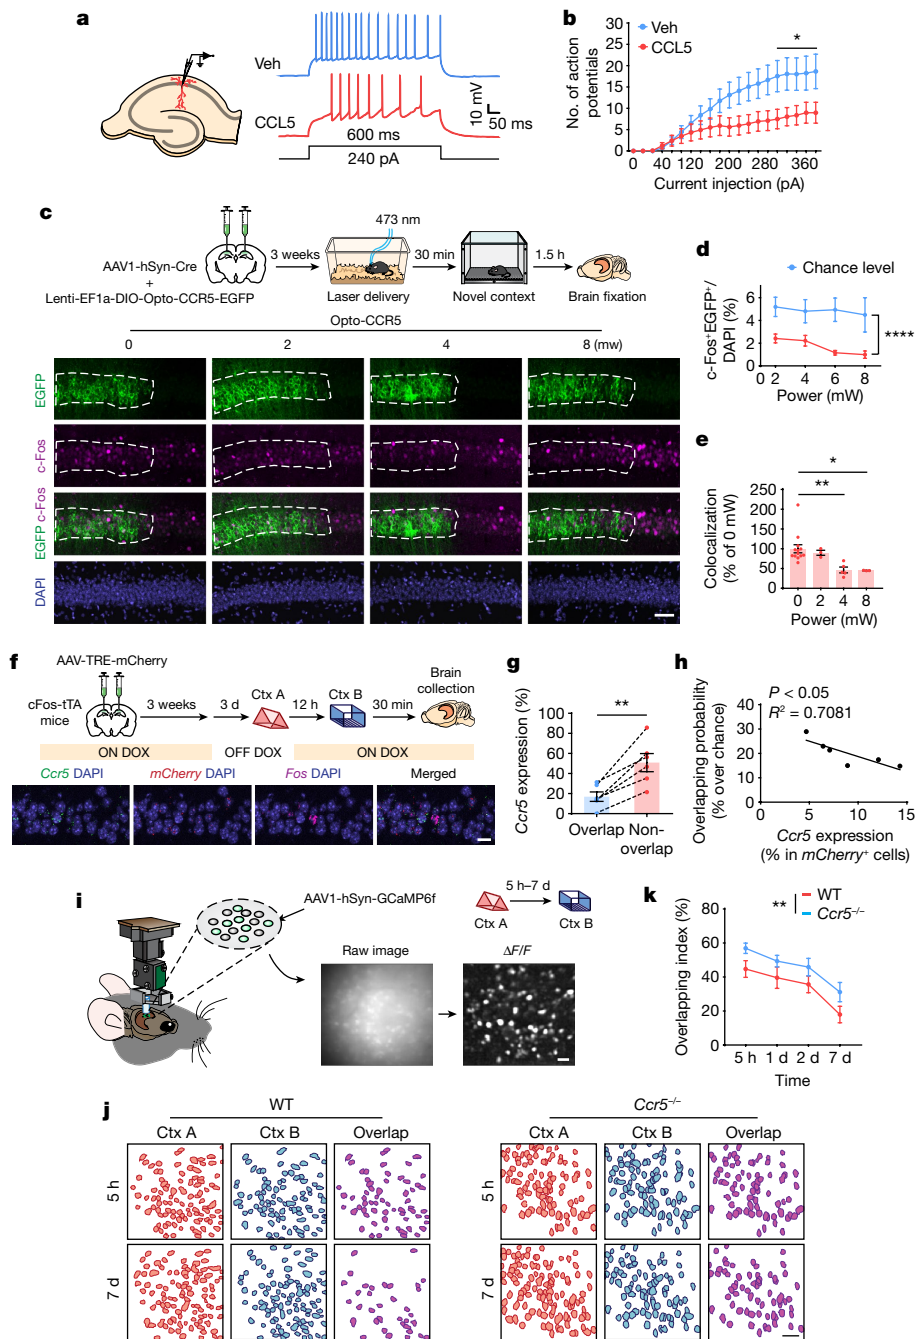 a
Veh
CCL5
600 ms
240 pA
10 mV
50 ms
b
Veh
CCL5
*
No. of action
potentials
30
25
20
15
10
5
0
0 40 120 200 280 360
Current injection (pA)
c
AAV1-hSyn-Cre
+
Lenti-EF1a-DIO-Opto-CCR5-EGFP
3 weeks
473 nm
30 min
1.5 h
Laser delivery
Novel context
Brain fixation
Opto-CCR5
0 2 4 8 (mw)
EGFP
c-Fos
EGFP c-Fos
DAPI
d
Chance level
c-Fos⁺EGFP⁺/
DAPI (%)
6
4
2
0
0 2 4 6 8
****
Power (mW)
e
*
**
Colocalization
(% of 0 mW)
250
200
150
100
50
0
0 2 4 8
Power (mW)
f
AAV-TRE-mCherry
cFos-tTA
mice
3 weeks
3 d
Ctx A
12 h
Ctx B
30 min
Brain
collection
ON DOX OFF DOX ON DOX
Ccr5 DAPI mCherry DAPI Fos DAPI Merged
g
**
Ccr5 expression (%)
100
80
60
40
20
0
Overlap Non-
overlap
h
P < 0.05
R² = 0.7081
Overlapping probability
(% over chance)
40
30
20
10
0
0 5 10 15
Ccr5 expression
(% in mCherry⁺ cells)
i
AAV1-hSyn-GCaMP6f
5 h–7 d
Ctx A
Ctx B
Raw image
ΔF/F
k
** WT
Ccr5⁻/⁻
Overlapping index (%)
80
60
40
20
0
5 h 1 d 2 d 7 d
Time
j
WT
Ctx A Ctx B Overlap
5 h
7 d
Ccr5⁻/⁻
Ctx A Ctx B Overlap
5 h
7 d